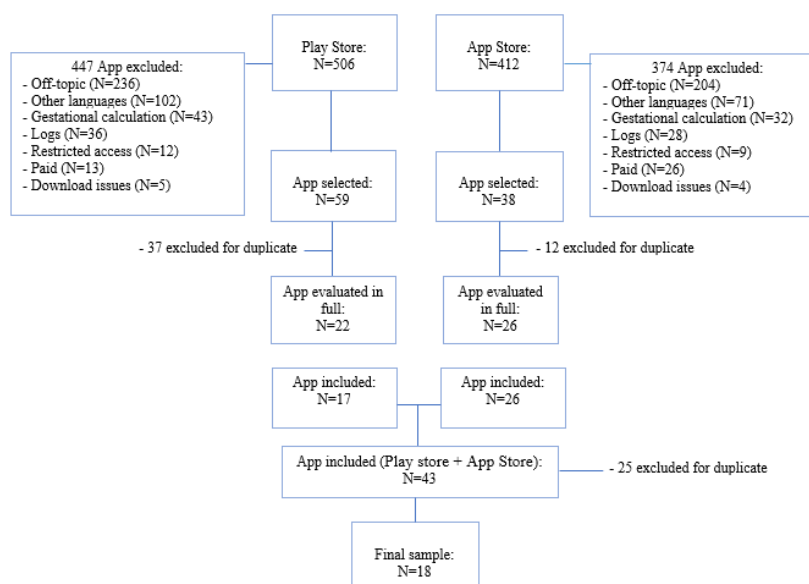 Play Store:
N=506
App Store:
N=412
447 App excluded:
- Off-topic (N=236)
- Other languages (N=102)
- Gestational calculation (N=43)
- Logs (N=36)
- Restricted access (N=12)
- Paid (N=13)
- Download issues (N=5)
374 App excluded:
- Off-topic (N=204)
- Other languages (N=71)
- Gestational calculation (N=32)
- Logs (N=28)
- Restricted access (N=9)
- Paid (N=26)
- Download issues (N=4)
App selected:
N=59
App selected:
N=38
- 37 excluded for duplicate
- 12 excluded for duplicate
App evaluated in
full:
N=22
App evaluated
in full:
N=26
App included:
N=17
App included:
N=26
App included (Play store + App Store):
N=43
- 25 excluded for duplicate
Final sample:
N=18